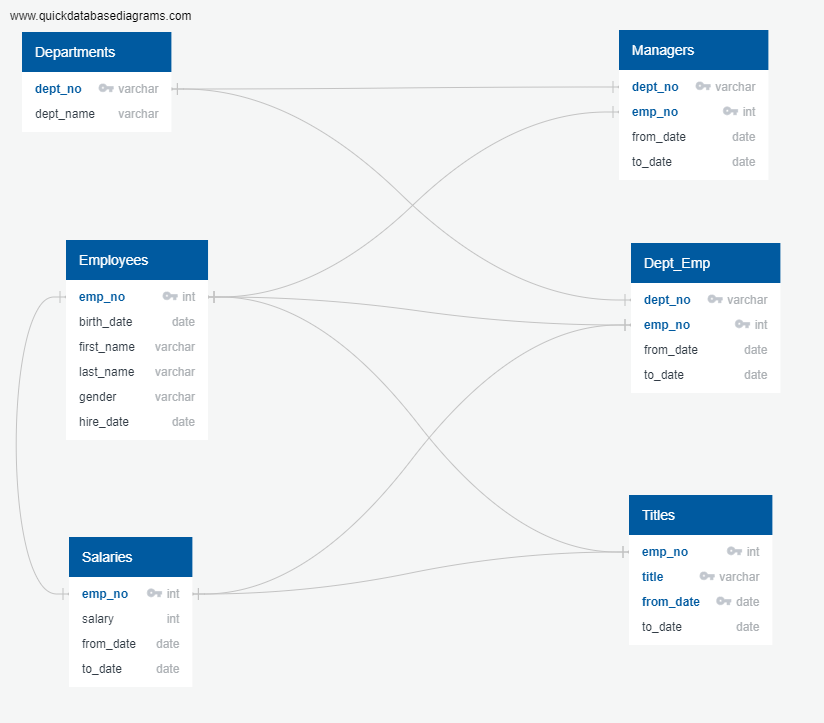 www.quickdatabasediagrams.com
Departments
dept_no varchar
dept_name varchar
Managers
dept_no varchar
emp_no int
from_date date
to_date date
Employees
emp_no int
birth_date date
first_name varchar
last_name varchar
gender varchar
hire_date date
Dept_Emp
dept_no varchar
emp_no int
from_date date
to_date date
Salaries
emp_no int
salary int
from_date date
to_date date
Titles
emp_no int
title varchar
from_date date
to_date date